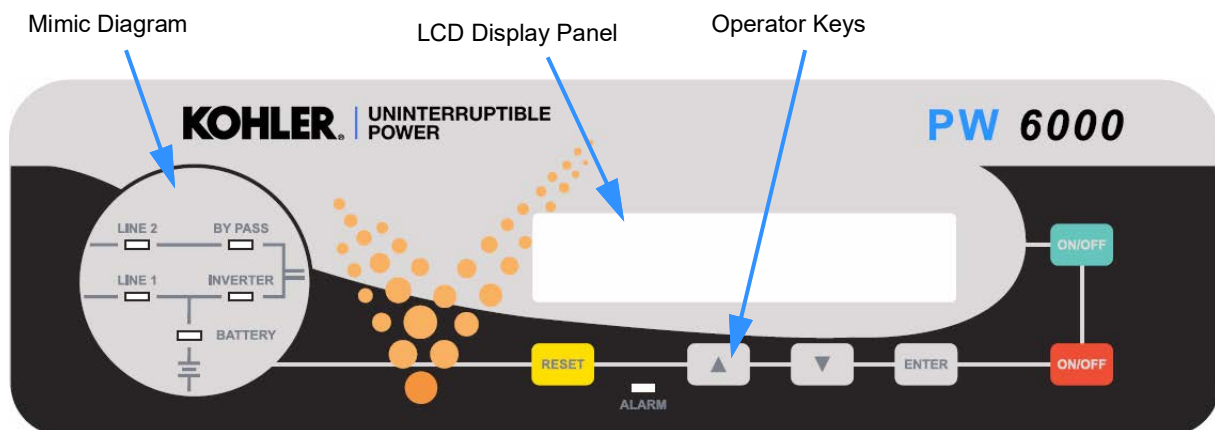 Mimic Diagram
LCD Display Panel
Operator Keys
KOHLER® | UNINTERRUPTIBLE
POWER
PW 6000
LINE 2
BY PASS
LINE 1
INVERTER
BATTERY
ON/OFF
RESET
▲
▼
ENTER
ON/OFF
ALARM